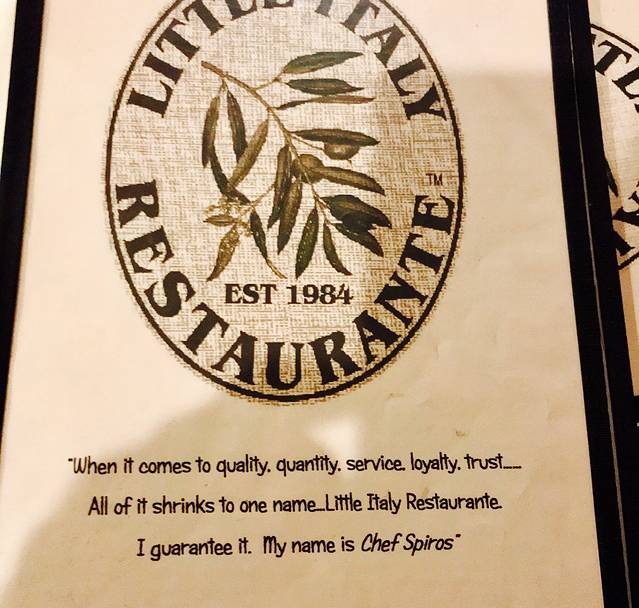 LITTLE ITALY
RESTAURANTE
TM
EST 1984
"When it comes to quality, quantity, service, loyalty, trust......
All of it shrinks to one name...Little Italy Restaurante.
I guarantee it. My name is Chef Spiros"